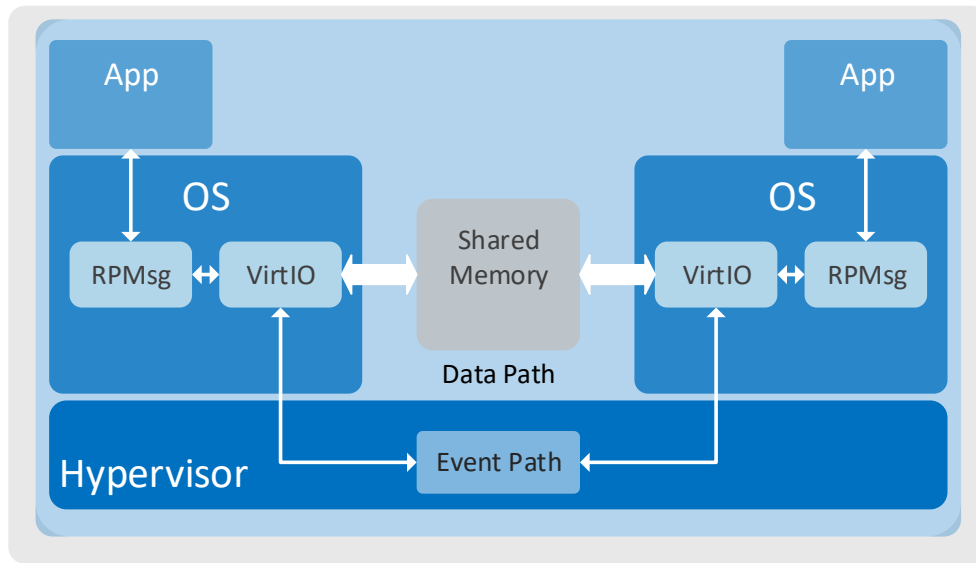 App
App
OS
OS
RPMsg
VirtIO
Shared
Memory
VirtIO
RPMsg
Data Path
Hypervisor
Event Path